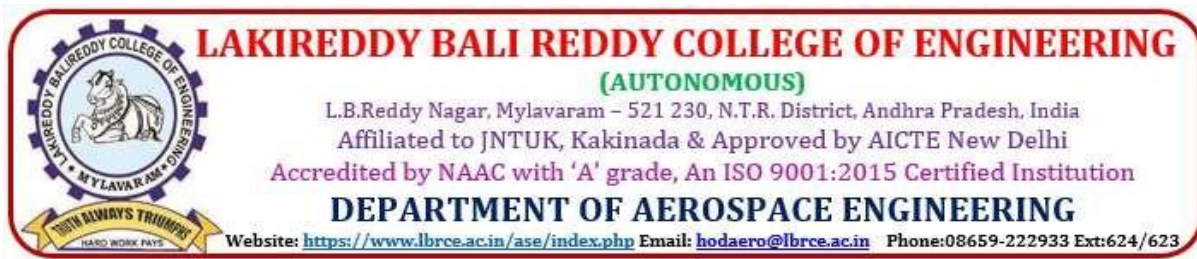 LAKIREDDY BALIREDDY COLLEGE OF ENGINEERING
* MYLAVARAM *
TRUTH ALWAYS TRIUMPHS
HARD WORK PAYS
LAKIREDDY BALI REDDY COLLEGE OF ENGINEERING
(AUTONOMOUS)
L.B.Reddy Nagar, Mylavaram – 521 230, N.T.R. District, Andhra Pradesh, India
Affiliated to JNTUK, Kakinada & Approved by AICTE New Delhi
Accredited by NAAC with ‘A’ grade, An ISO 9001:2015 Certified Institution
DEPARTMENT OF AEROSPACE ENGINEERING
Website: https://www.lbrce.ac.in/ase/index.php Email: hodaero@lbrce.ac.in Phone:08659-222933 Ext:624/623